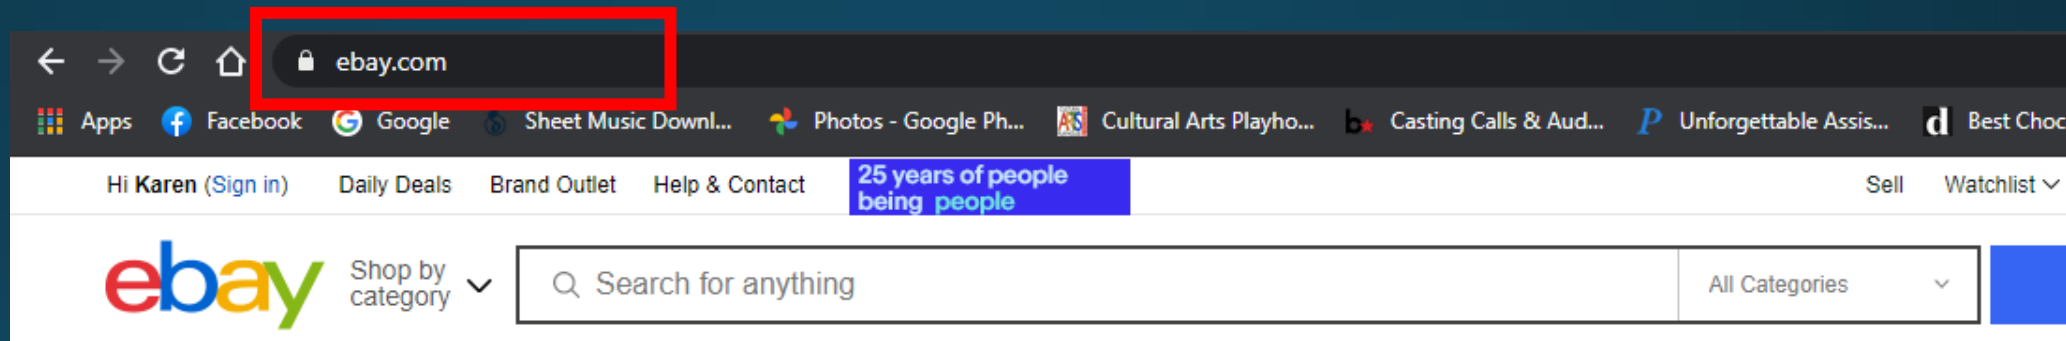 ebay.com
Apps Facebook Google Sheet Music Downl... Photos - Google Ph... Cultural Arts Playho... Casting Calls & Aud... Unforgettable Assis... Best Choc
Hi Karen (Sign in) Daily Deals Brand Outlet Help & Contact 25 years of people
being people Sell Watchlist
ebay Shop by
category Search for anything All Categories